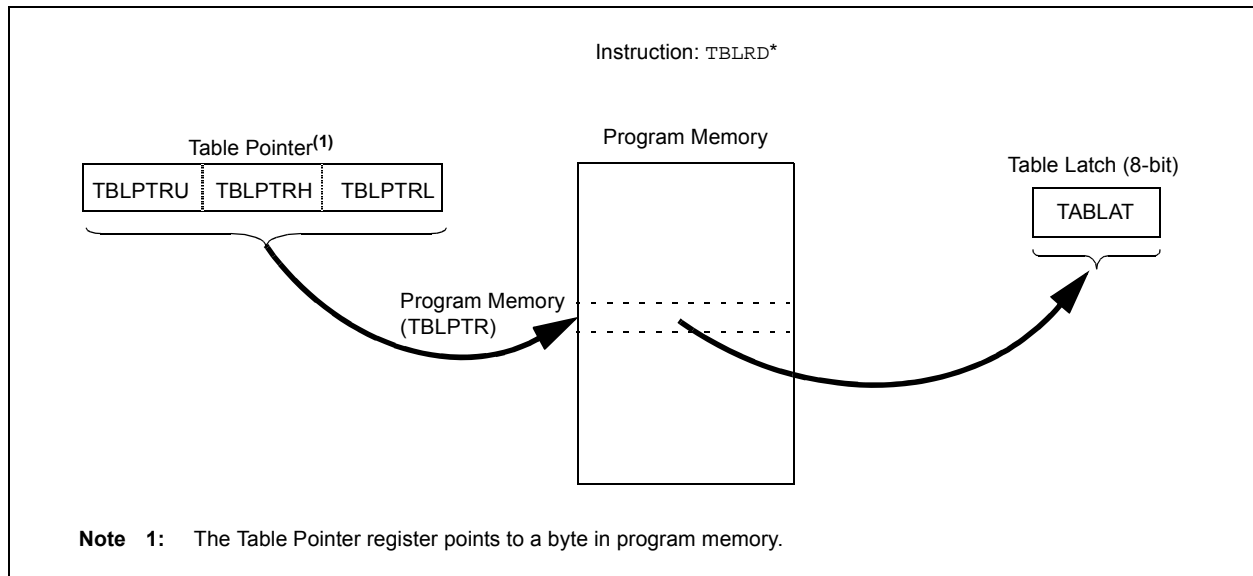 Instruction: TBLRD*
Table Pointer(1)
Program Memory
Table Latch (8-bit)
TBLPTRU TBLPTRH TBLPTRL
TABLAT
Program Memory
(TBLPTR)
Note 1: The Table Pointer register points to a byte in program memory.